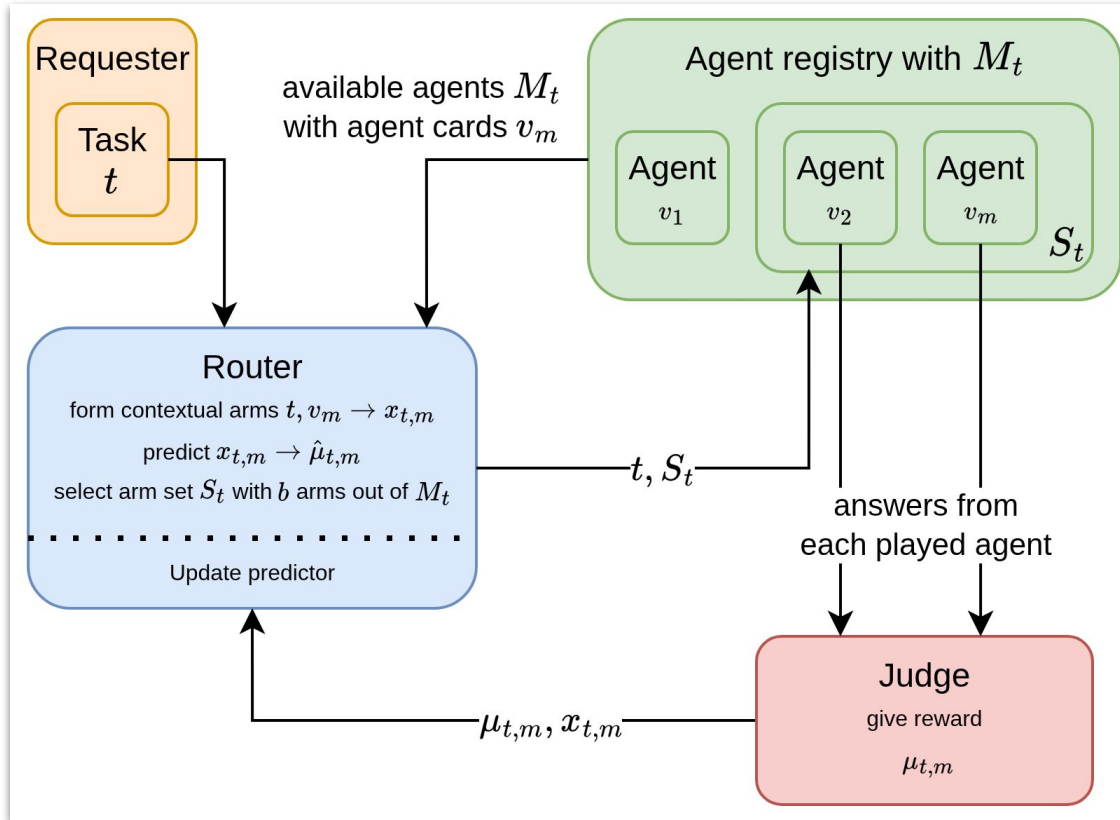 Requester
Task
t
available agents M_t
with agent cards v_m
Agent registry with M_t
Agent
v_1
Agent
v_2
Agent
v_m
S_t
Router
form contextual arms t, v_m → x_{t,m}
predict x_{t,m} → μ̂_{t,m}
select arm set S_t with b arms out of M_t
Update predictor
t, S_t
answers from
each played agent
Judge
give reward
μ_{t,m}
μ_{t,m}, x_{t,m}